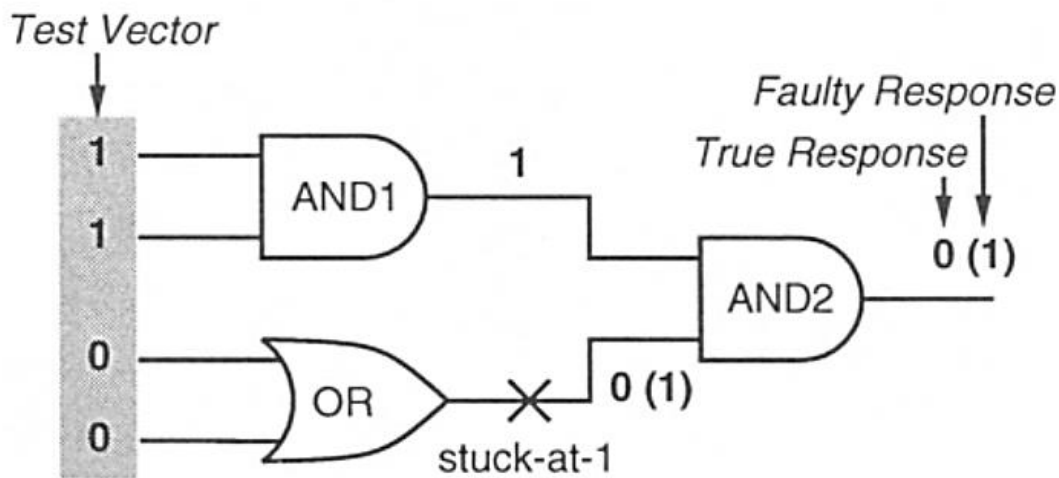 Test Vector
Faulty Response
True Response
1
1
0
0
AND1
1
OR
stuck-at-1
0 (1)
AND2
0 (1)